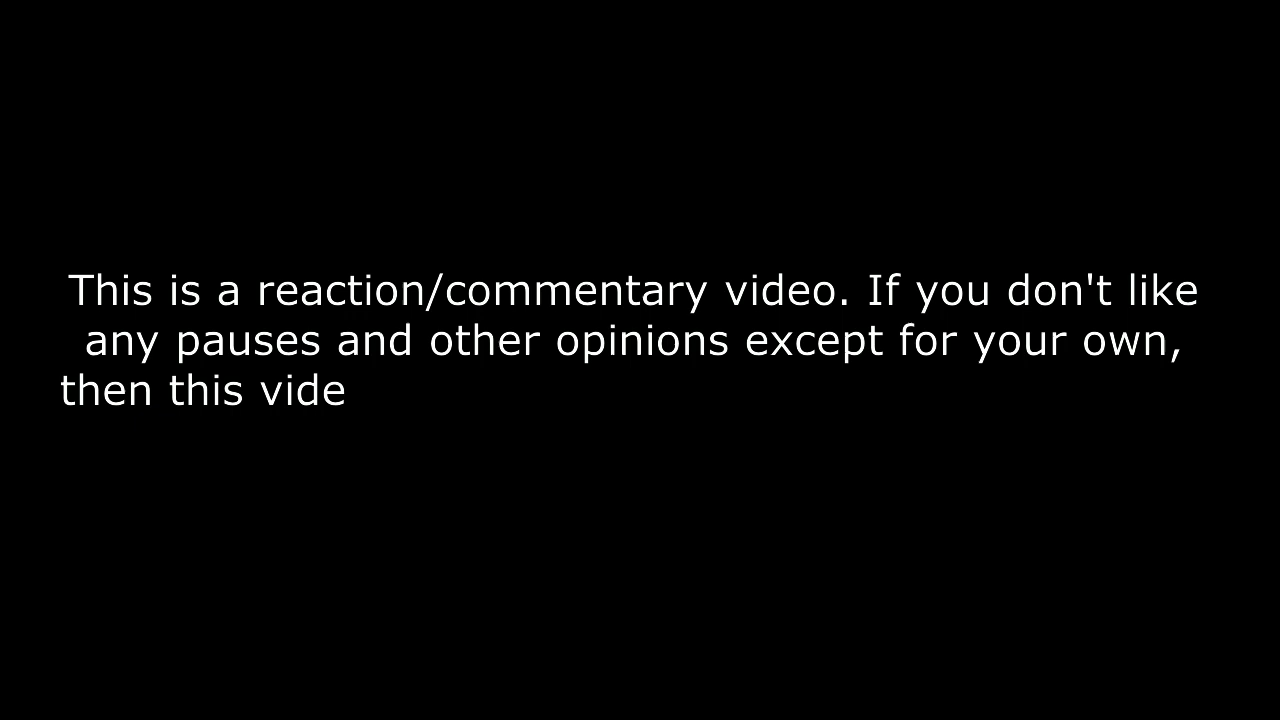 This is a reaction/commentary video. If you don't like
any pauses and other opinions except for your own,
then this vide